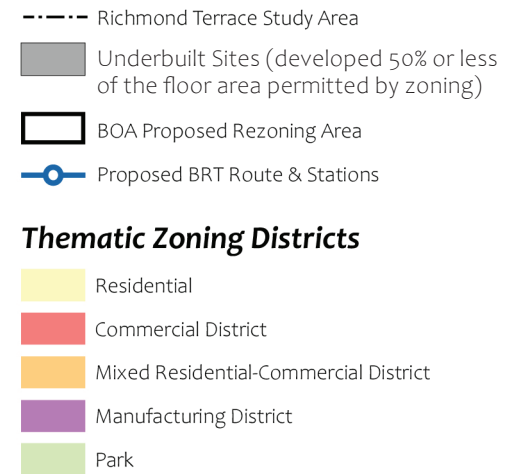 Richmond Terrace Study Area
Underbuilt Sites (developed 50% or less
of the floor area permitted by zoning)
BOA Proposed Rezoning Area
Proposed BRT Route & Stations
Thematic Zoning Districts
Residential
Commercial District
Mixed Residential-Commercial District
Manufacturing District
Park